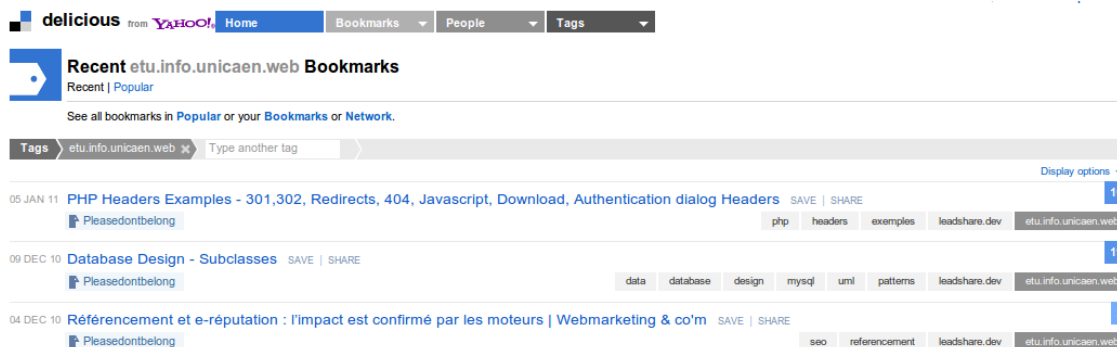 delicious from YAHOO! Home Bookmarks People Tags
Recent etu.info.unicaen.web Bookmarks
Recent | Popular
See all bookmarks in Popular or your Bookmarks or Network.
Tags etu.info.unicaen.web Type another tag
Display options
05 JAN 11 PHP Headers Examples - 301,302, Redirects, 404, Javascript, Download, Authentication dialog Headers SAVE | SHARE
Pleasedontbelong php headers exemples leadshare.dev etu.info.unicaen.web
09 DEC 10 Database Design - Subclasses SAVE | SHARE
Pleasedontbelong data database design mysql uml patterns leadshare.dev etu.info.unicaen.web
04 DEC 10 Référencement et e-réputation : l'impact est confirmé par les moteurs | Webmarketing & co'm SAVE | SHARE
Pleasedontbelong seo referencement leadshare.dev etu.info.unicaen.web